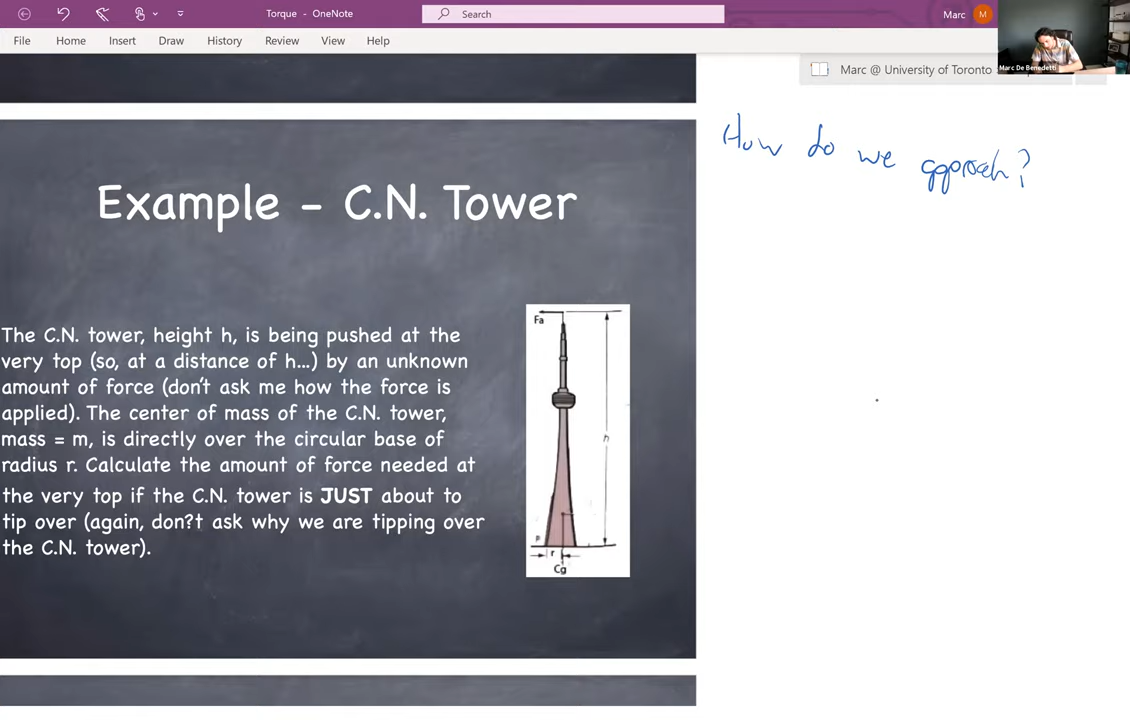 Torque - OneNote
Search
Marc
M
File Home Insert Draw History Review View Help
Marc De Benedetti
Marc @ University of Toronto
How do we approach?
Example - C.N. Tower
The C.N. tower, height h, is being pushed at the
very top (so, at a distance of h...) by an unknown
amount of force (don't ask me how the force is
applied). The center of mass of the C.N. tower,
mass = m, is directly over the circular base of
radius r. Calculate the amount of force needed at
the very top if the C.N. tower is JUST about to
tip over (again, don?t ask why we are tipping over
the C.N. tower).
Fa
h
P
r
Cg